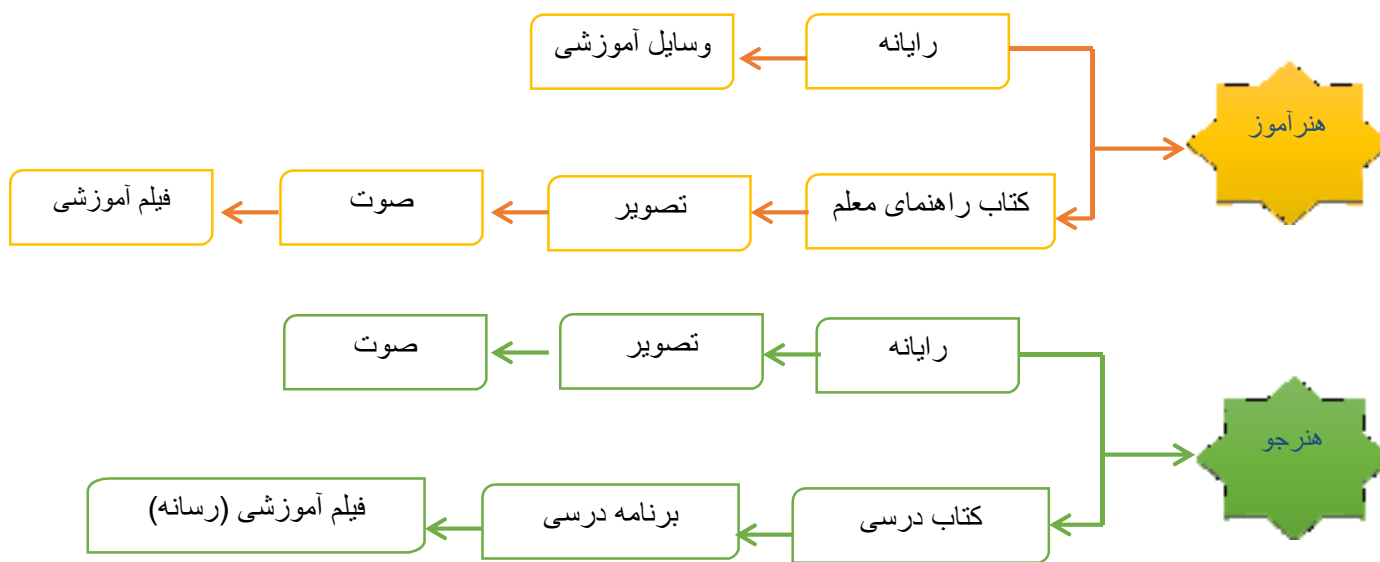 رایانه
وسایل آموزشی
هنرآموز
کتاب راهنمای معلم
تصویر
صوت
فیلم آموزشی
رایانه
تصویر
صوت
هنرجو
کتاب درسی
برنامه درسی
فیلم آموزشی (رسانه)